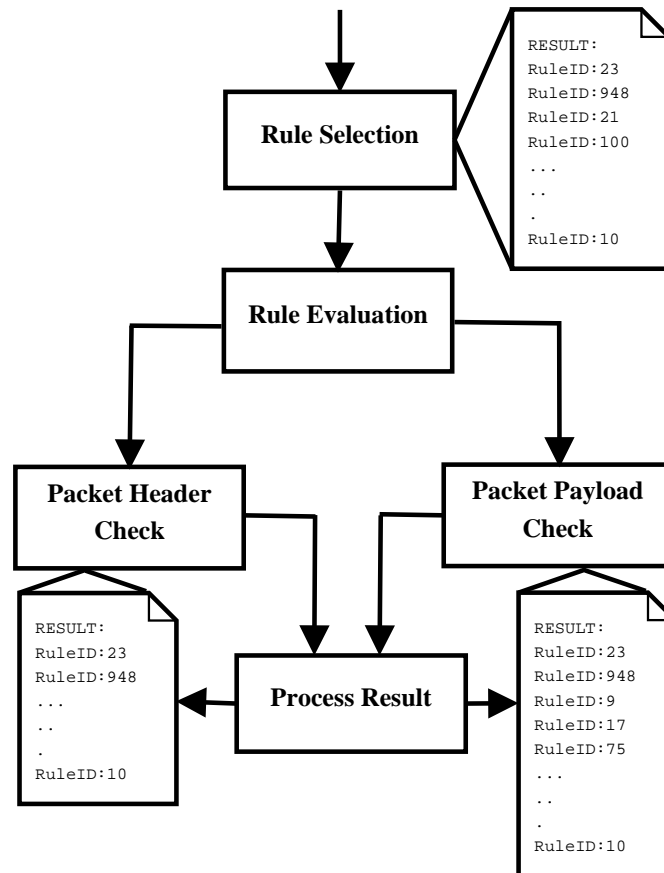 RESULT:
RuleID:23
RuleID:948
RuleID:21
RuleID:100
...
..
.
RuleID:10
Rule Selection
Rule Evaluation
Packet Header
Check
Packet Payload
Check
RESULT:
RuleID:23
RuleID:948
...
..
.
RuleID:10
Process Result
RESULT:
RuleID:23
RuleID:948
RuleID:9
RuleID:17
RuleID:75
...
..
.
RuleID:10